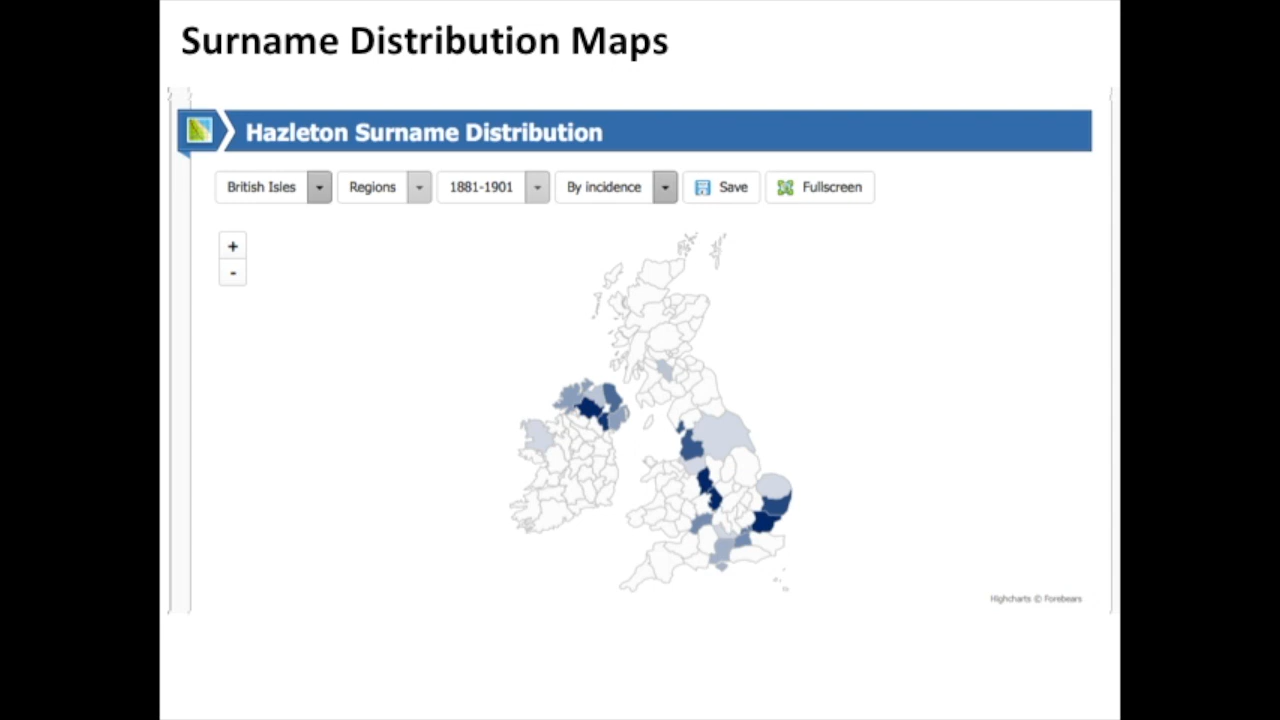 Surname Distribution Maps
Hazleton Surname Distribution
British Isles Regions 1881-1901 By incidence Save Fullscreen
+
-
Highcharts © Forebears